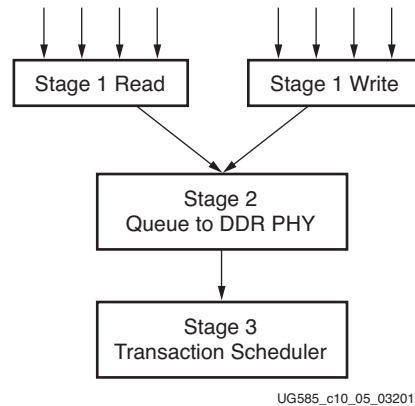 Stage 1 Read
Stage 1 Write
Stage 2
Queue to DDR PHY
Stage 3
Transaction Scheduler
UG585_c10_05_03201